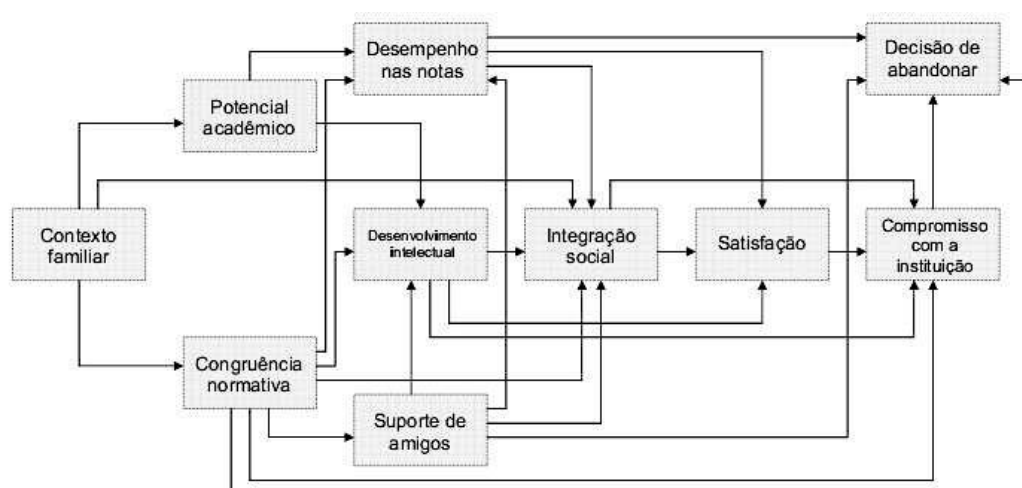 Desempenho
nas notas
Decisão de
abandonar
Potencial
acadêmico
Contexto
familiar
Desenvolvimento
intelectual
Integração
social
Satisfação
Compromisso
com a
instituição
Congruência
normativa
Suporte de
amigos